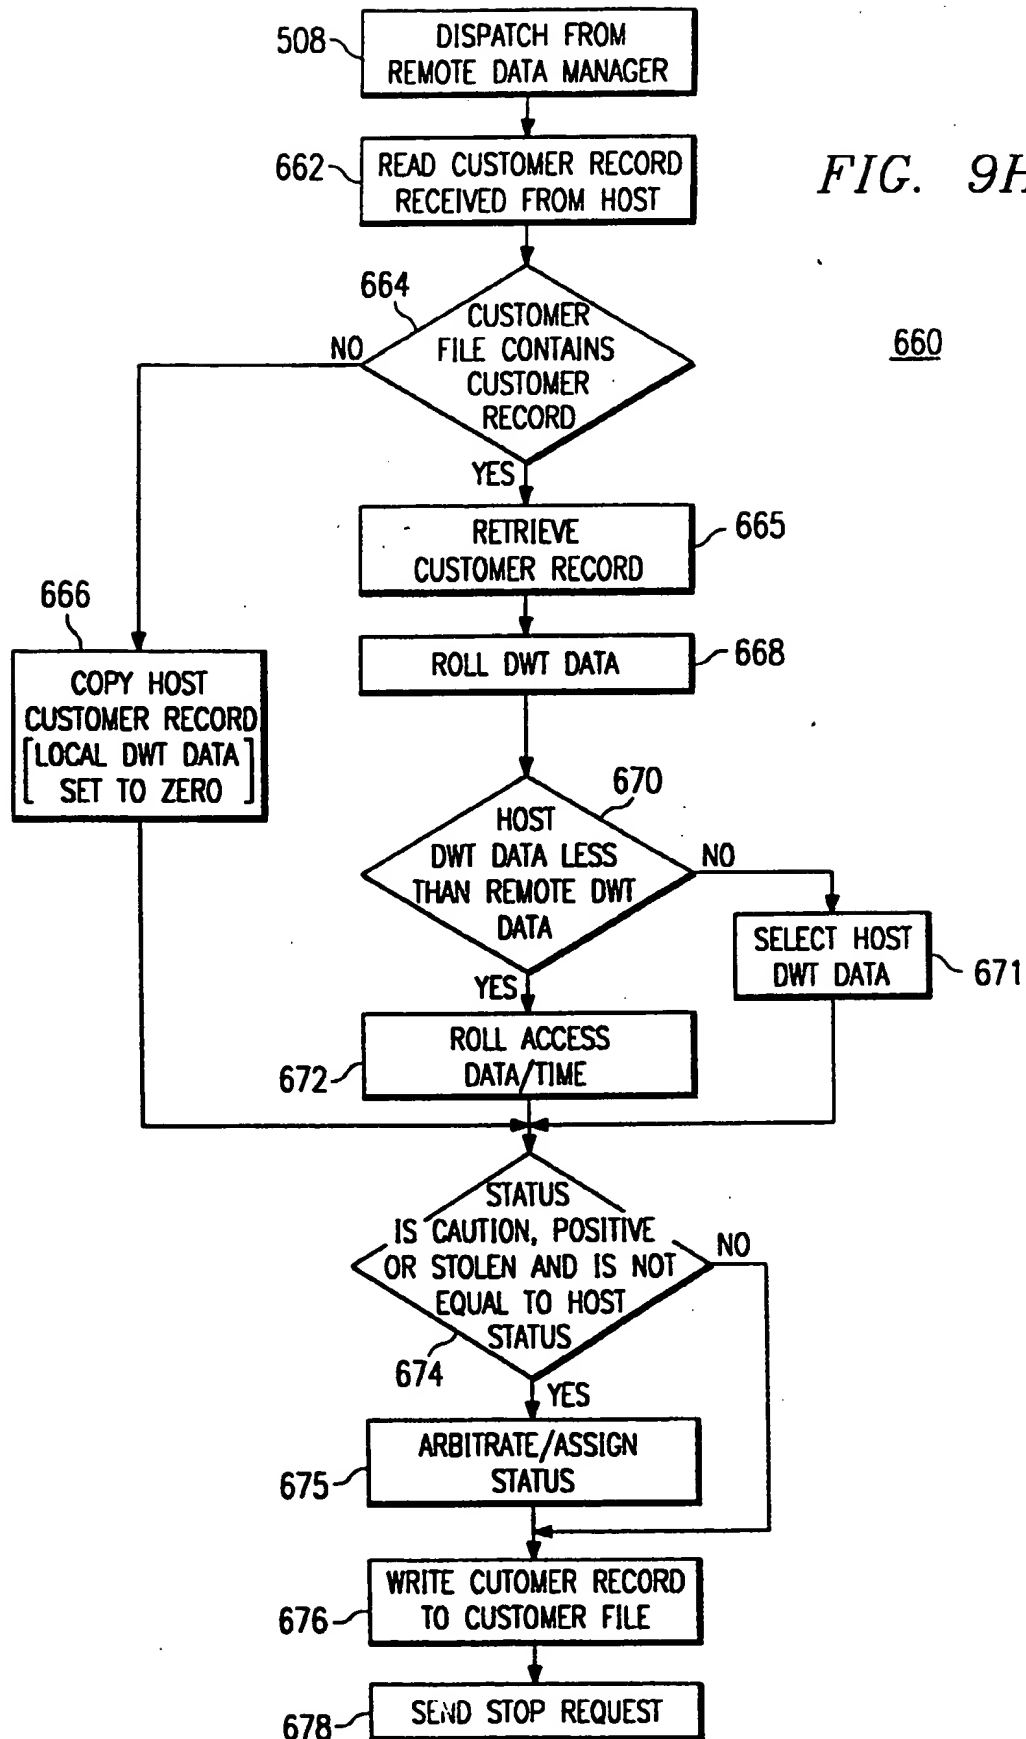 508
DISPATCH FROM
REMOTE DATA MANAGER
662
READ CUSTOMER RECORD
RECEIVED FROM HOST
FIG. 9H
664
CUSTOMER
FILE CONTAINS
CUSTOMER
RECORD
NO
660
YES
RETRIEVE
CUSTOMER RECORD
665
666
COPY HOST
CUSTOMER RECORD
[LOCAL DWT DATA
SET TO ZERO]
ROLL DWT DATA
668
670
HOST
DWT DATA LESS
THAN REMOTE DWT
DATA
NO
SELECT HOST
DWT DATA
671
YES
ROLL ACCESS
DATA/TIME
672
STATUS
IS CAUTION, POSITIVE
OR STOLEN AND IS NOT
EQUAL TO HOST
STATUS
NO
674
YES
ARBITRATE/ASSIGN
STATUS
675
WRITE CUTOMER RECORD
TO CUSTOMER FILE
676
SEND STOP REQUEST
678